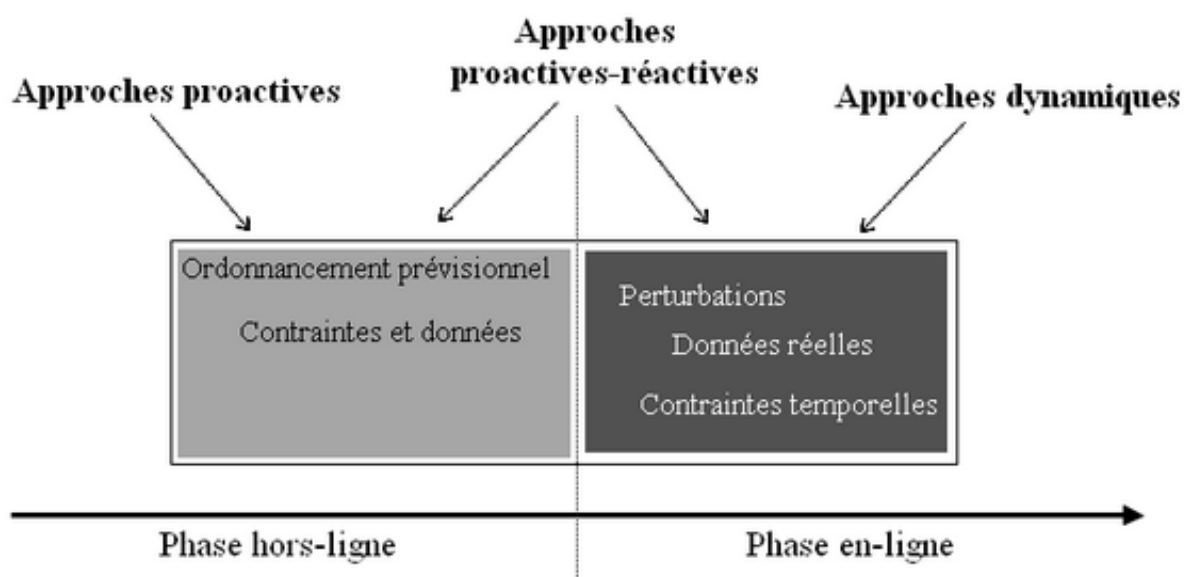 Approches
proactives-réactives
Approches proactives
Approches dynamiques
Ordonnancement prévisionnel
Contraintes et données
Perturbations
Données réelles
Contraintes temporelles
Phase hors-ligne
Phase en-ligne